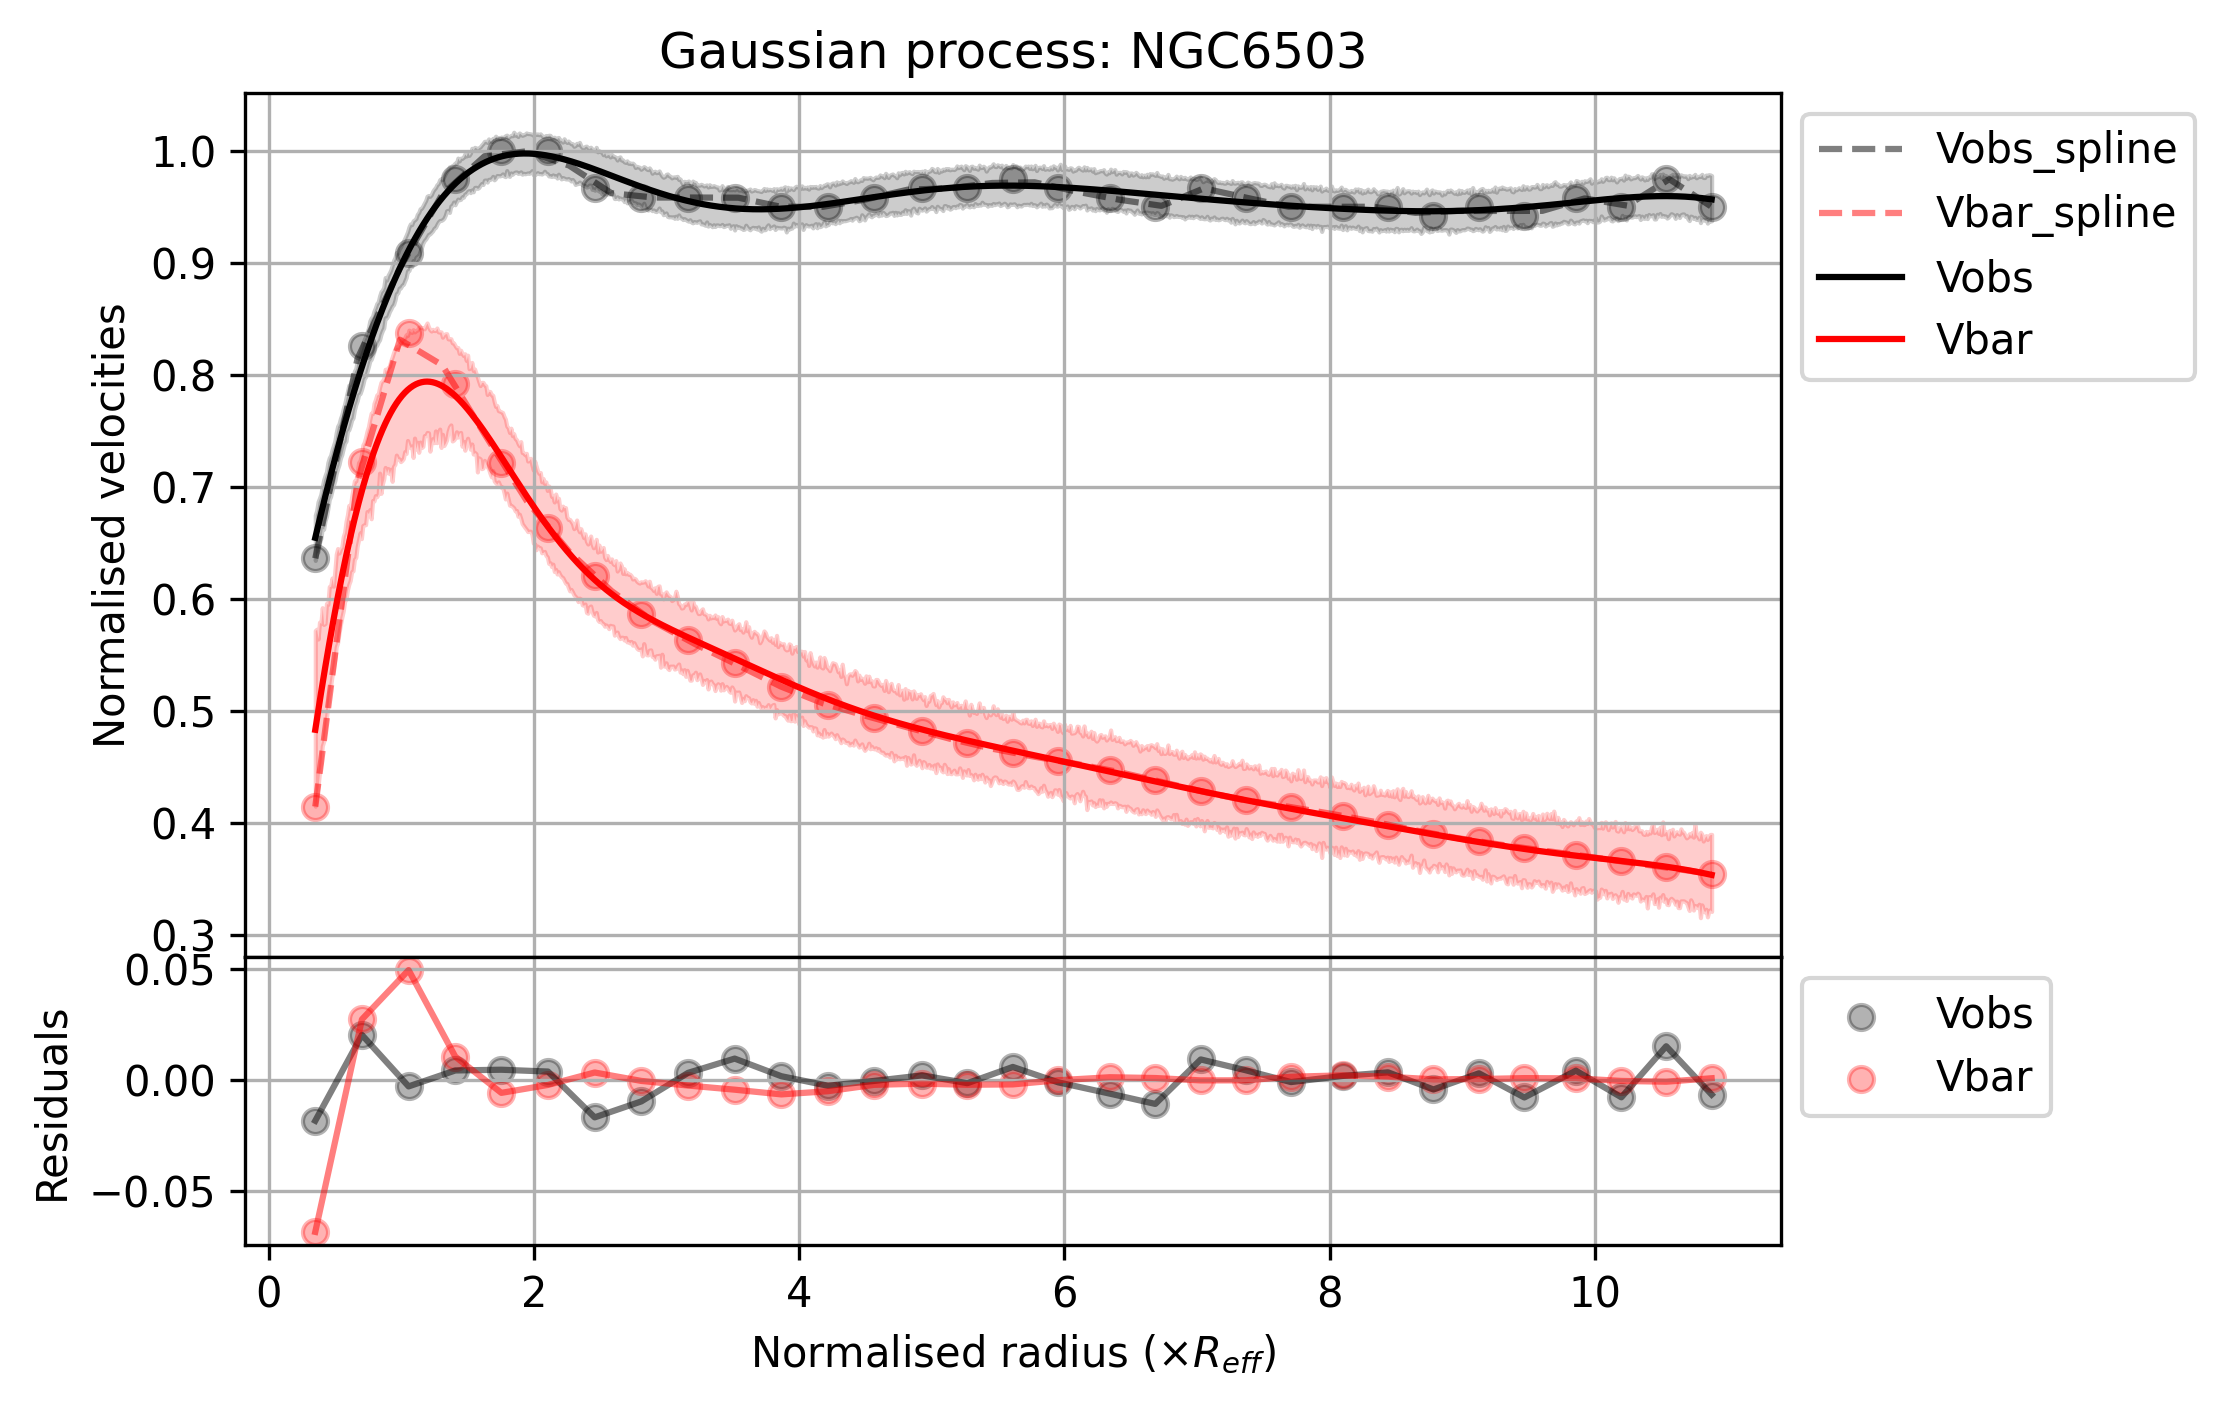 Gaussian process: NGC6503
Normalised velocities
1.0
0.9
0.8
0.7
0.6
0.5
0.4
0.3
Vobs_spline
Vbar_spline
Vobs
Vbar
Residuals
0.05
0.00
−0.05
Vobs
Vbar
0 2 4 6 8 10
Normalised radius (×R_eff)